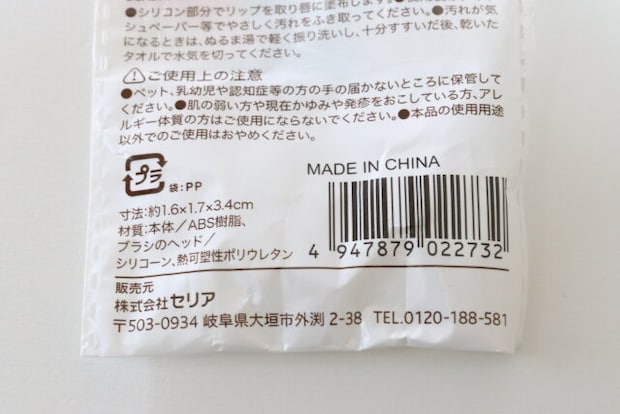 ●シリコン部分でリップを取り唇に塗布します。●
●汚れが気
シュペーパー等でやさしく汚れをふき取ってください。
になるときは、ぬるま湯で軽く振り洗いし、十分すすいだ後、乾いた
タオルで水気を切ってください。
⚠ご使用上の注意
●ペット、乳幼児や認知症等の方の手の届かないところに保管して
ください。●肌の弱い方や現在かゆみや発疹をおこしている方、アレ
ルギー体質の方はご使用にならないでください。●本品の使用用途
以外でのご使用はおやめください。
プラ
袋:PP
MADE IN CHINA
寸法:約1.6×1.7×3.4cm
材質:本体/ABS樹脂、
ブラシのヘッド/
シリコーン、熱可塑性ポリウレタン
4 947879 022732
販売元
株式会社セリア
〒503-0934 岐阜県大垣市外渕 2-38 TEL.0120-188-581